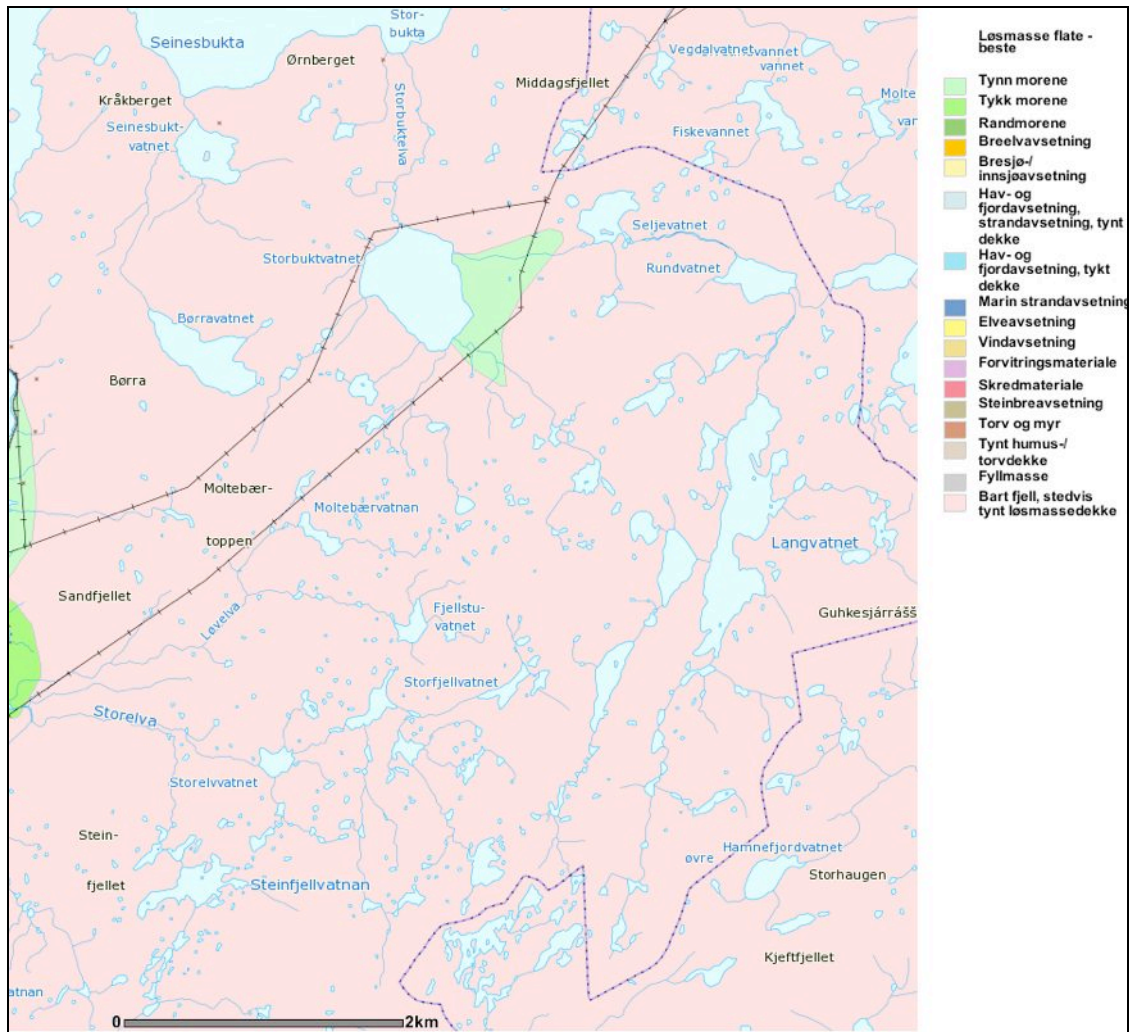 Stor-
bukta
Seinesbukta
Ørnberget
Vegdalvatnet
vannet
vannet
Middagsfjellet
Kråkberget
Molte
van
Storbuktelva
Seinesbukt-
vatnet
Fiskevannet
Seljevatnet
Storbuktvatnet
Rundvatnet
Børravatnet
Børra
Moltebær-
Moltebærvatnan
toppen
Langvatnet
Sandfjellet
Løvelva
Fjellstu-
vatnet
Guhkesjárrášš
Storfjellvatnet
Storelva
Storelvvatnet
Stein-
fjellet
Hamnefjordvatnet
øvre
Storhaugen
Steinfjellvatnan
Kjeftfjellet
atnan
0 2km
Løsmasse flate -
beste
Tynn morene
Tykk morene
Randmorene
Breelvavsetning
Bresjø-/
innsjøavsetning
Hav- og
fjordavsetning,
strandavsetning, tynt
dekke
Hav- og
fjordavsetning, tykt
dekke
Marin strandavsetning
Elveavsetning
Vindavsetning
Forvitringsmateriale
Skredmateriale
Steinbreavsetning
Torv og myr
Tynt humus-/
torvdekke
Fyllmasse
Bart fjell, stedvis
tynt løsmassedekke